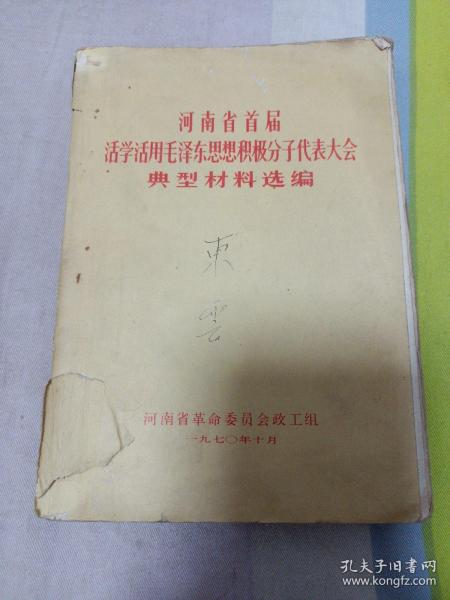 河南省首届
活学活用毛泽东思想积极分子代表大会
典型材料选编
東
雲
河南省革命委员会政工组
一九七〇年十月
孔夫子旧书网
www.kongfz.com